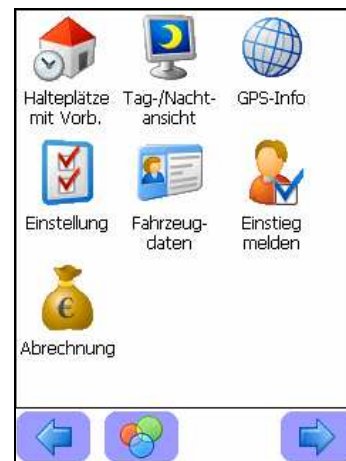 Halteplätze Tag-/Nacht- GPS-Info
mit Vorb. ansicht
Einstellung Fahrzeug- Einstieg
daten melden
€
Abrechnung